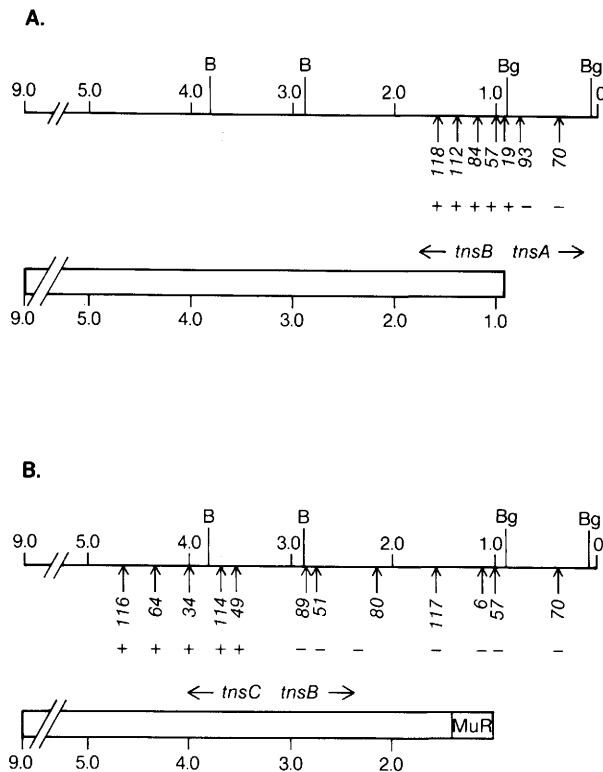 A.
B B Bg Bg
9.0 5.0 4.0 3.0 2.0 1.0 0
118 112 84 57 19 93 70
+ + + + + − −
← tnsB tnsA →
9.0 5.0 4.0 3.0 2.0 1.0
B.
B B Bg Bg
9.0 5.0 4.0 3.0 2.0 1.0 0
116 64 34 114 49 89 51 80 117 6 57 70
+ + + + + − − − − − − −
← tnsC tnsB →
MuR
9.0 5.0 4.0 3.0 2.0